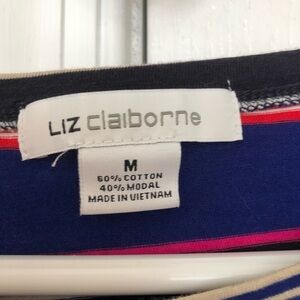 LIZ claiborne
M
60% COTTON
40% MODAL
MADE IN VIETNAM